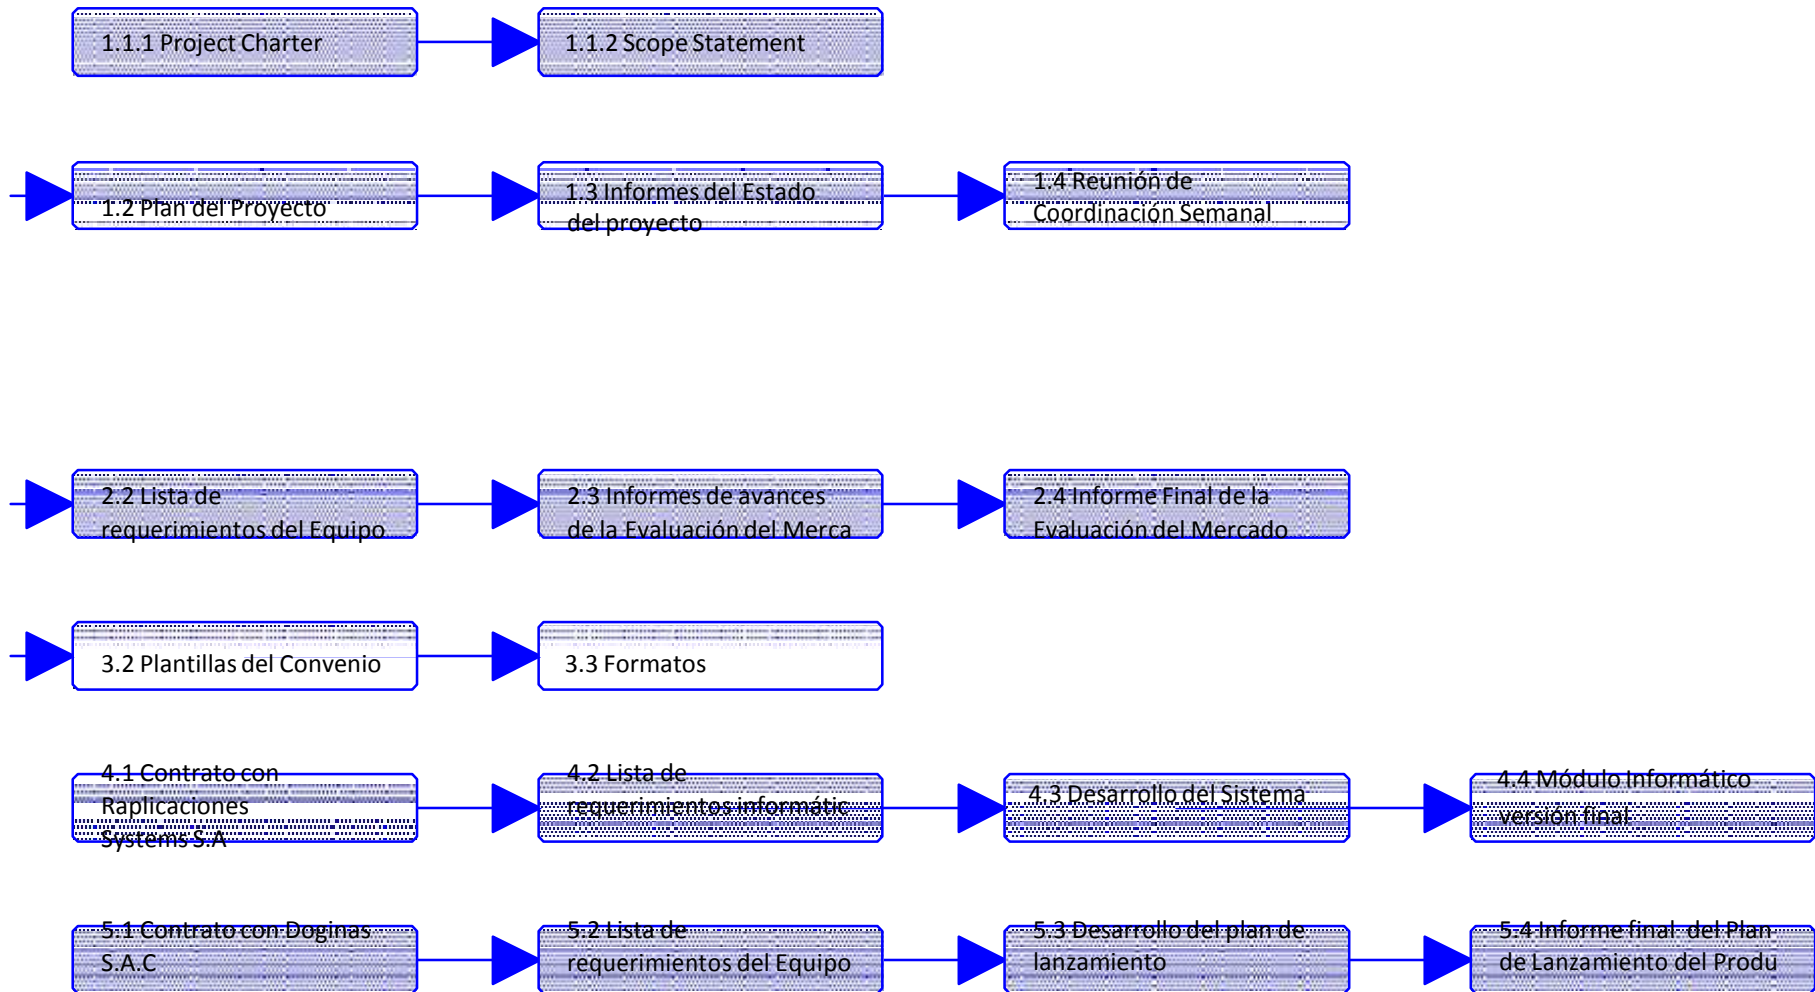 1.1.1 Project Charter
1.1.2 Scope Statement
1.2 Plan del Proyecto
1.3 Informes del Estado
del proyecto
1.4 Reunión de
Coordinación Semanal
2.2 Lista de
requerimientos del Equipo
2.3 Informes de avances
de la Evaluación del Merca
2.4 Informe Final de la
Evaluación del Mercado
3.2 Plantillas del Convenio
3.3 Formatos
4.1 Contrato con
Raplicaciones
Systems S.A
4.2 Lista de
requerimientos informátic
4.3 Desarrollo del Sistema
4.4 Módulo Informático
versión final
5.1 Contrato con Doginas
S.A.C
5.2 Lista de
requerimientos del Equipo
5.3 Desarrollo del plan de
lanzamiento
5.4 Informe final del Plan
de Lanzamiento del Produ